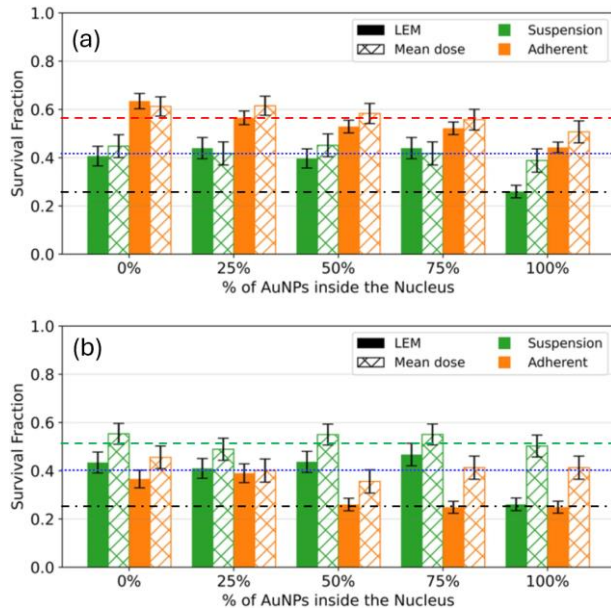 (a)
LEM Suspension
Mean dose Adherent
1.0
0.8
0.6
0.4
0.2
0.0
Survival Fraction
0% 25% 50% 75% 100%
% of AuNPs inside the Nucleus
(b)
LEM Suspension
Mean dose Adherent
1.0
0.8
0.6
0.4
0.2
0.0
Survival Fraction
0% 25% 50% 75% 100%
% of AuNPs inside the Nucleus